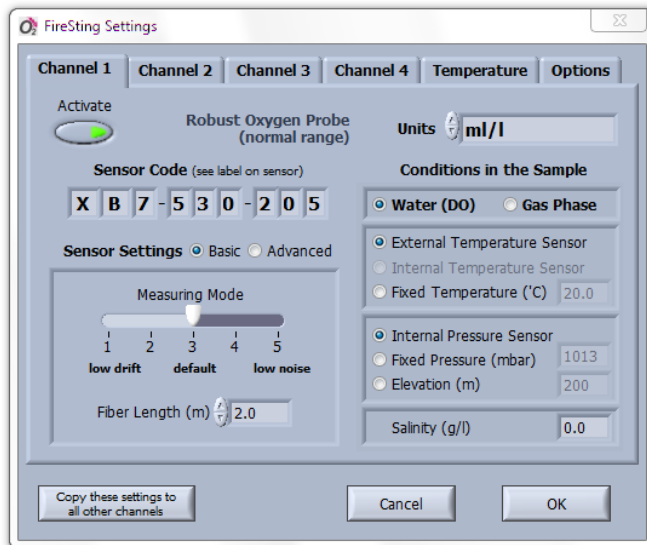 O2 FireSting Settings
Channel 1 Channel 2 Channel 3 Channel 4 Temperature Options
Activate
Robust Oxygen Probe
(normal range)
Units ml/l
Sensor Code (see label on sensor)
X B 7 - 5 3 0 - 2 0 5
Conditions in the Sample
Water (DO) Gas Phase
Sensor Settings Basic Advanced
External Temperature Sensor
Internal Temperature Sensor
Fixed Temperature ('C) 20.0
Measuring Mode
1 2 3 4 5
low drift default low noise
Fiber Length (m) 2.0
Internal Pressure Sensor
Fixed Pressure (mbar) 1013
Elevation (m) 200
Salinity (g/l) 0.0
Copy these settings to
all other channels
Cancel
OK